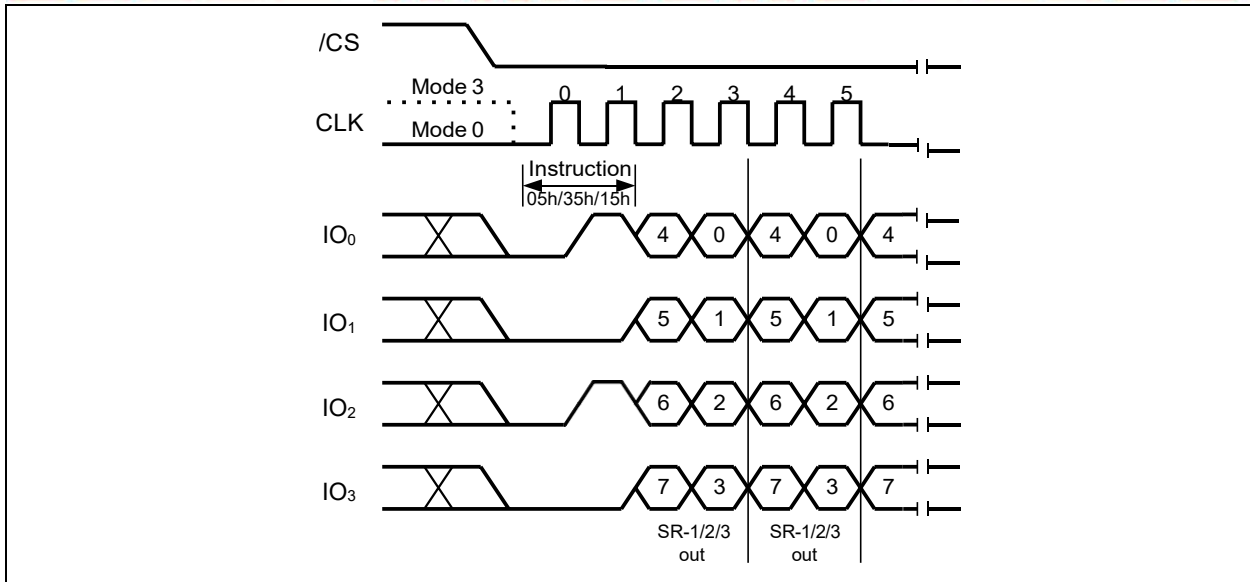 /CS
Mode 3
CLK
Mode 0
0 1 2 3 4 5
Instruction
05h/35h/15h
IO0 4 0 4 0 4
IO1 5 1 5 1 5
IO2 6 2 6 2 6
IO3 7 3 7 3 7
SR-1/2/3
out
SR-1/2/3
out